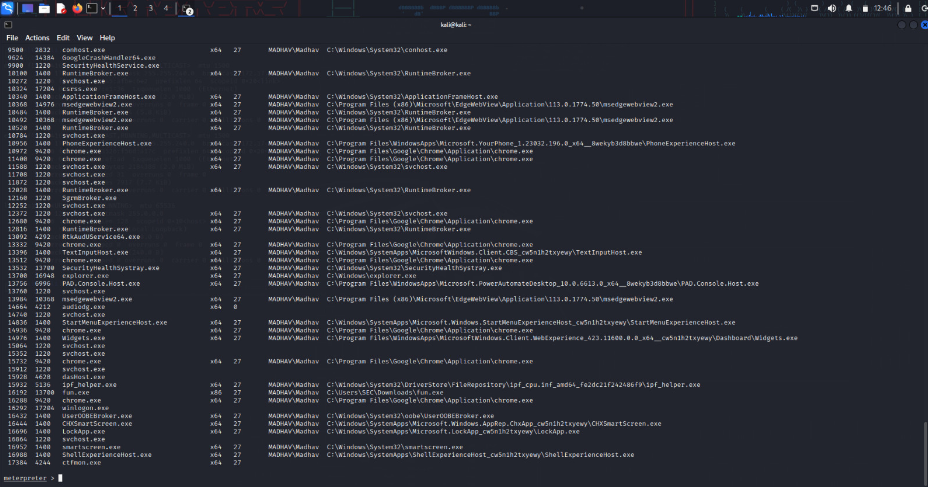 1 2 3 4 2 12:46
kali@kali: ~
File Actions Edit View Help
9500 2832 conhost.exe x64 27 MADHAV\Madhav C:\Windows\System32\conhost.exe
9624 14384 GoogleCrashHandler64.exe
9900 1220 SecurityHealthService.exe
10100 1400 RuntimeBroker.exe x64 27 MADHAV\Madhav C:\Windows\System32\RuntimeBroker.exe
10272 1220 svchost.exe
10324 17204 csrss.exe
10340 1400 ApplicationFrameHost.exe x64 27 MADHAV\Madhav C:\Windows\System32\ApplicationFrameHost.exe
10368 14976 msedgewebview2.exe x64 27 MADHAV\Madhav C:\Program Files (x86)\Microsoft\EdgeWebView\Application\113.0.1774.50\msedgewebview2.exe
10484 1400 RuntimeBroker.exe x64 27 MADHAV\Madhav C:\Windows\System32\RuntimeBroker.exe
10492 10368 msedgewebview2.exe x64 27 MADHAV\Madhav C:\Program Files (x86)\Microsoft\EdgeWebView\Application\113.0.1774.50\msedgewebview2.exe
10520 1400 RuntimeBroker.exe x64 27 MADHAV\Madhav C:\Windows\System32\RuntimeBroker.exe
10784 1220 svchost.exe
10956 1400 PhoneExperienceHost.exe x64 27 MADHAV\Madhav C:\Program Files\WindowsApps\Microsoft.YourPhone_1.23032.196.0_x64__8wekyb3d8bbwe\PhoneExperienceHost.exe
10972 9420 chrome.exe x64 27 MADHAV\Madhav C:\Program Files\Google\Chrome\Application\chrome.exe
11400 9420 chrome.exe x64 27 MADHAV\Madhav C:\Program Files\Google\Chrome\Application\chrome.exe
11588 1220 svchost.exe x64 27 MADHAV\Madhav C:\Windows\System32\svchost.exe
11708 1220 svchost.exe
11872 1220 svchost.exe
12028 1400 RuntimeBroker.exe x64 27 MADHAV\Madhav C:\Windows\System32\RuntimeBroker.exe
12160 1220 SgrmBroker.exe
12252 1220 svchost.exe
12372 1220 svchost.exe x64 27 MADHAV\Madhav C:\Windows\System32\svchost.exe
12680 9420 chrome.exe x64 27 MADHAV\Madhav C:\Program Files\Google\Chrome\Application\chrome.exe
12816 1400 RuntimeBroker.exe x64 27 MADHAV\Madhav C:\Windows\System32\RuntimeBroker.exe
13092 4292 RtkAudUService64.exe
13332 9420 chrome.exe x64 27 MADHAV\Madhav C:\Program Files\Google\Chrome\Application\chrome.exe
13396 1400 TextInputHost.exe x64 27 MADHAV\Madhav C:\Windows\SystemApps\MicrosoftWindows.Client.CBS_cw5n1h2txyewy\TextInputHost.exe
13512 9420 chrome.exe x64 27 MADHAV\Madhav C:\Program Files\Google\Chrome\Application\chrome.exe
13532 13700 SecurityHealthSystray.exe x64 27 MADHAV\Madhav C:\Windows\System32\SecurityHealthSystray.exe
13700 16948 explorer.exe x64 27 MADHAV\Madhav C:\Windows\explorer.exe
13756 6996 PAD.Console.Host.exe x64 27 MADHAV\Madhav C:\Program Files\WindowsApps\Microsoft.PowerAutomateDesktop_10.0.6613.0_x64__8wekyb3d8bbwe\PAD.Console.Host.exe
13760 1220 svchost.exe
13984 10368 msedgewebview2.exe x64 27 MADHAV\Madhav C:\Program Files (x86)\Microsoft\EdgeWebView\Application\113.0.1774.50\msedgewebview2.exe
14664 4212 audiodg.exe x64 0
14740 1220 svchost.exe
14836 1400 StartMenuExperienceHost.exe x64 27 MADHAV\Madhav C:\Windows\SystemApps\Microsoft.Windows.StartMenuExperienceHost_cw5n1h2txyewy\StartMenuExperienceHost.exe
14936 9420 chrome.exe x64 27 MADHAV\Madhav C:\Program Files\Google\Chrome\Application\chrome.exe
14976 1400 Widgets.exe x64 27 MADHAV\Madhav C:\Program Files\WindowsApps\MicrosoftWindows.Client.WebExperience_423.11600.0.0_x64__cw5n1h2txyewy\Dashboard\Widgets.exe
15064 1220 svchost.exe
15352 1220 svchost.exe
15732 9420 chrome.exe x64 27 MADHAV\Madhav C:\Program Files\Google\Chrome\Application\chrome.exe
15912 1220 svchost.exe
15928 4628 dasHost.exe
15932 5136 ipf_helper.exe x64 27 MADHAV\Madhav C:\Windows\System32\DriverStore\FileRepository\ipf_cpu.inf_amd64_fe2dc21f242486f9\ipf_helper.exe
16192 13700 fun.exe x86 27 MADHAV\Madhav C:\Users\SEC\Downloads\fun.exe
16288 9420 chrome.exe x64 27 MADHAV\Madhav C:\Program Files\Google\Chrome\Application\chrome.exe
16292 17204 winlogon.exe
16432 1400 UserOOBEBroker.exe x64 27 MADHAV\Madhav C:\Windows\System32\oobe\UserOOBEBroker.exe
16444 1400 CHXSmartScreen.exe x64 27 MADHAV\Madhav C:\Windows\SystemApps\Microsoft.Windows.AppRep.ChxApp_cw5n1h2txyewy\CHXSmartScreen.exe
16696 1400 LockApp.exe x64 27 MADHAV\Madhav C:\Windows\SystemApps\Microsoft.LockApp_cw5n1h2txyewy\LockApp.exe
16864 1220 svchost.exe
16952 1400 smartscreen.exe x64 27 MADHAV\Madhav C:\Windows\System32\smartscreen.exe
16988 1400 ShellExperienceHost.exe x64 27 MADHAV\Madhav C:\Windows\SystemApps\ShellExperienceHost_cw5n1h2txyewy\ShellExperienceHost.exe
17384 4244 ctfmon.exe x64 27
meterpreter >